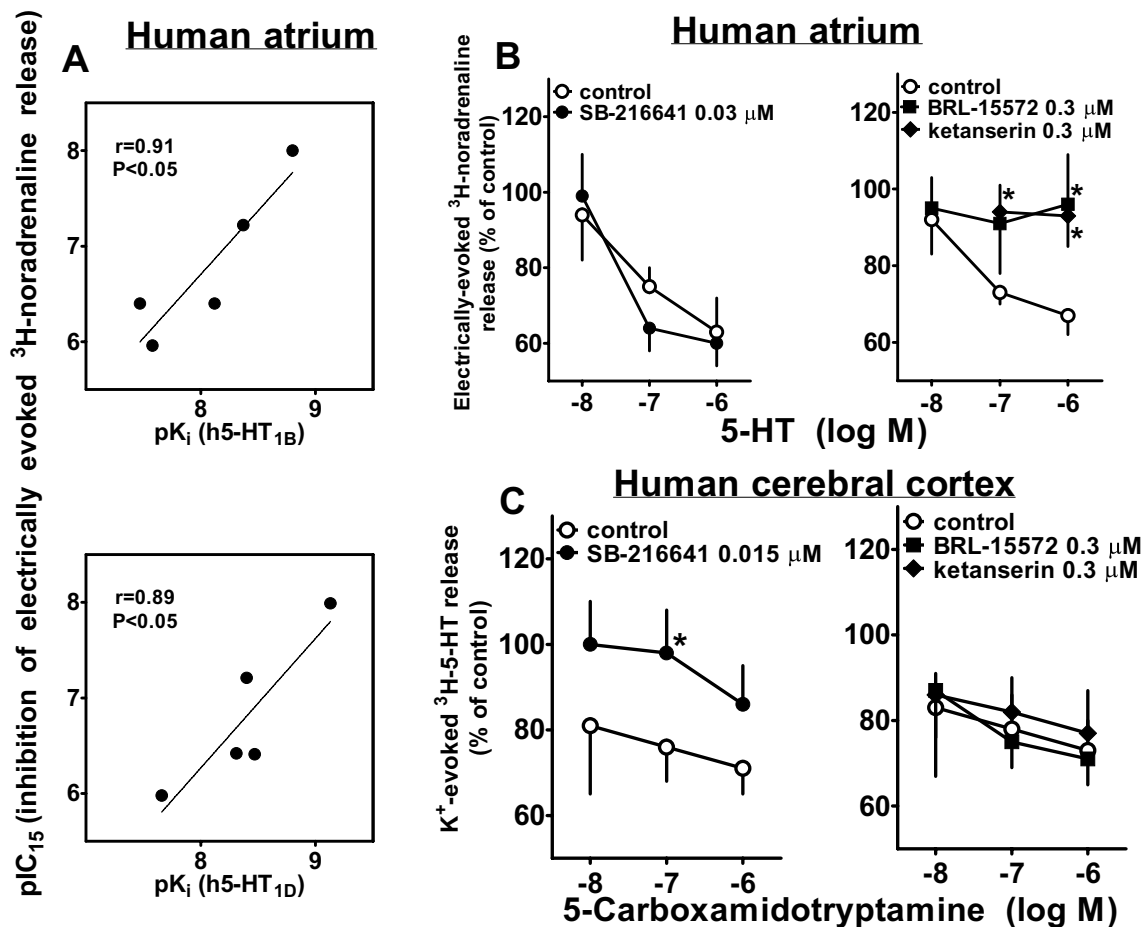 pIC15 (inhibition of electrically evoked 3H-noradrenaline release)
A
Human atrium
r=0.91
P<0.05
8
7
6
8 9
pKi (h5-HT1B)
r=0.89
P<0.05
8
7
6
8 9
pKi (h5-HT1D)
Human atrium
B
Electrically-evoked 3H-noradrenaline
release (% of control)
control
SB-216641 0.03 μM
120
100
80
60
-8 -7 -6
control
BRL-15572 0.3 μM
ketanserin 0.3 μM
120
100
80
60
*
*
*
-8 -7 -6
5-HT (log M)
Human cerebral cortex
C
K+-evoked 3H-5-HT release
(% of control)
control
SB-216641 0.015 μM
120
100
80
60
*
-8 -7 -6
control
BRL-15572 0.3 μM
ketanserin 0.3 μM
120
100
80
60
-8 -7 -6
5-Carboxamidotryptamine (log M)